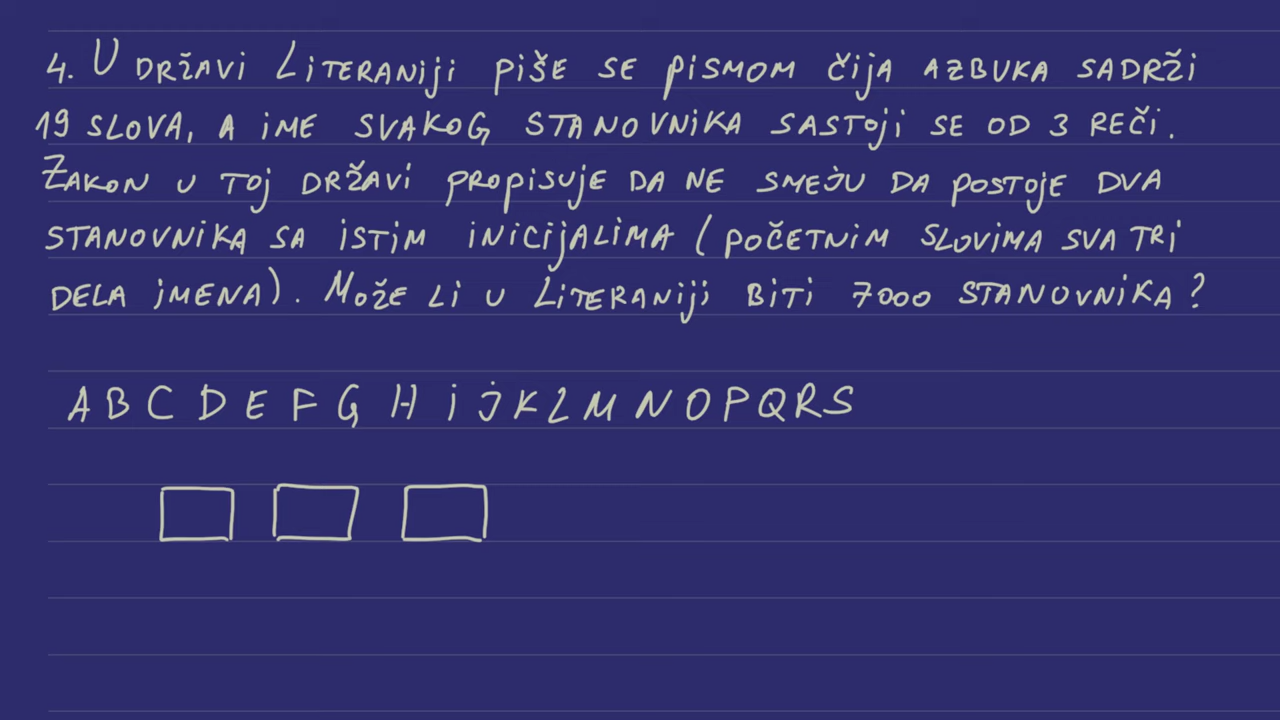 4. U DRŽAVi LiTERANiji PiŠE SE PiSMOM ČijA AZBUKA SADRŽi
19 SLOVA, A iME SVAKOG STANOVNiKA SASTOji SE OD 3 REČi.
ZAKON U TOj DRŽAVi PROPiSUjE DA NE SMEjU DA POSTOjE DVA
STANOVNiKA SA iSTiM iNiCijALiMA (POČETNiM SLOViMA SVA TRi
DELA iMENA). MOŽE Li U LiTERANiji BiTi 7000 STANOVNiKA?
A B C D E F G H i j K L M N O P Q R S